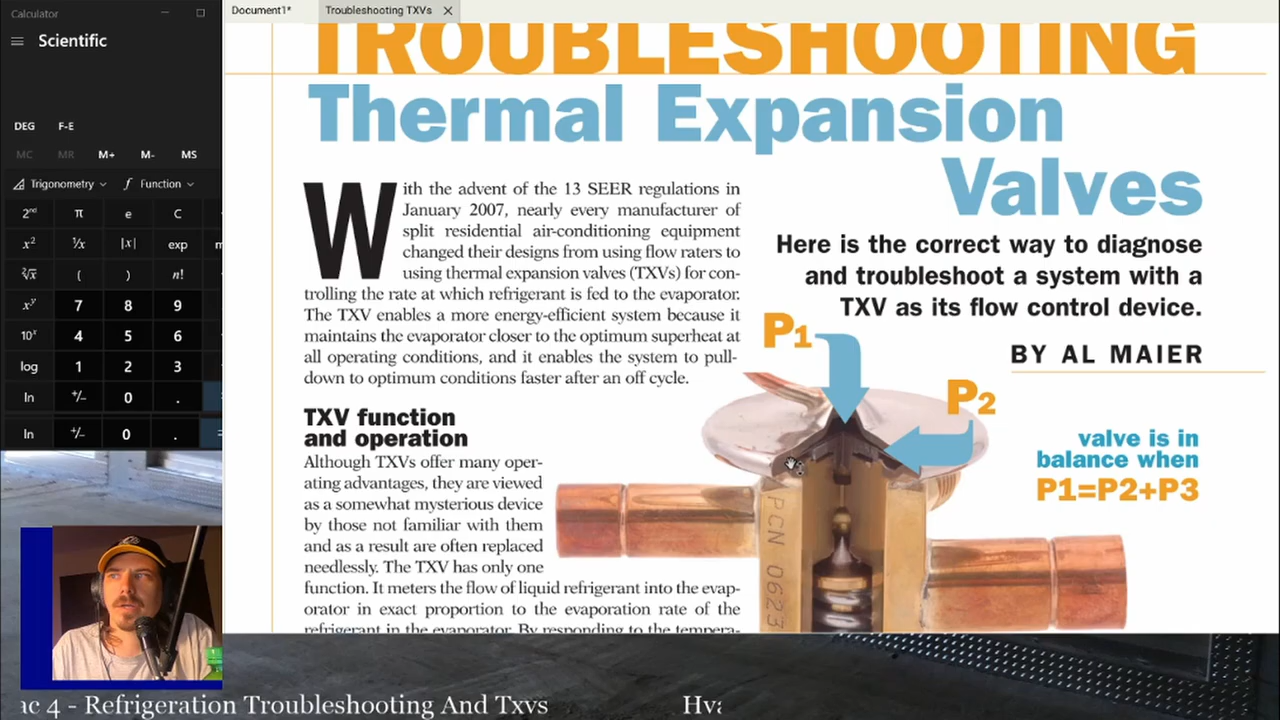 Calculator
Scientific
DEG F-E
MC MR M+ M- MS
Trigonometry Function
2nd π e C
x² ¹/x |x| exp
²√x ( ) n!
xʸ 7 8 9
10ˣ 4 5 6
log 1 2 3
ln +/- 0 .
ln +/- 0 .
Document1* Troubleshooting TXVs
TROUBLESHOOTING
Thermal Expansion
Valves
Here is the correct way to diagnose
and troubleshoot a system with a
TXV as its flow control device.
BY AL MAIER
With the advent of the 13 SEER regulations in
January 2007, nearly every manufacturer of
split residential air-conditioning equipment
changed their designs from using flow raters to
using thermal expansion valves (TXVs) for con-
trolling the rate at which refrigerant is fed to the evaporator.
The TXV enables a more energy-efficient system because it
maintains the evaporator closer to the optimum superheat at
all operating conditions, and it enables the system to pull-
down to optimum conditions faster after an off cycle.
TXV function
and operation
Although TXVs offer many oper-
ating advantages, they are viewed
as a somewhat mysterious device
by those not familiar with them
and as a result are often replaced
needlessly. The TXV has only one
function. It meters the flow of liquid refrigerant into the evap-
orator in exact proportion to the evaporation rate of the
refrigerant in the evaporator. By responding to the tempera-
P1
P2
valve is in
balance when
P1=P2+P3
PCN 0623
ac 4 - Refrigeration Troubleshooting And Txvs Hva